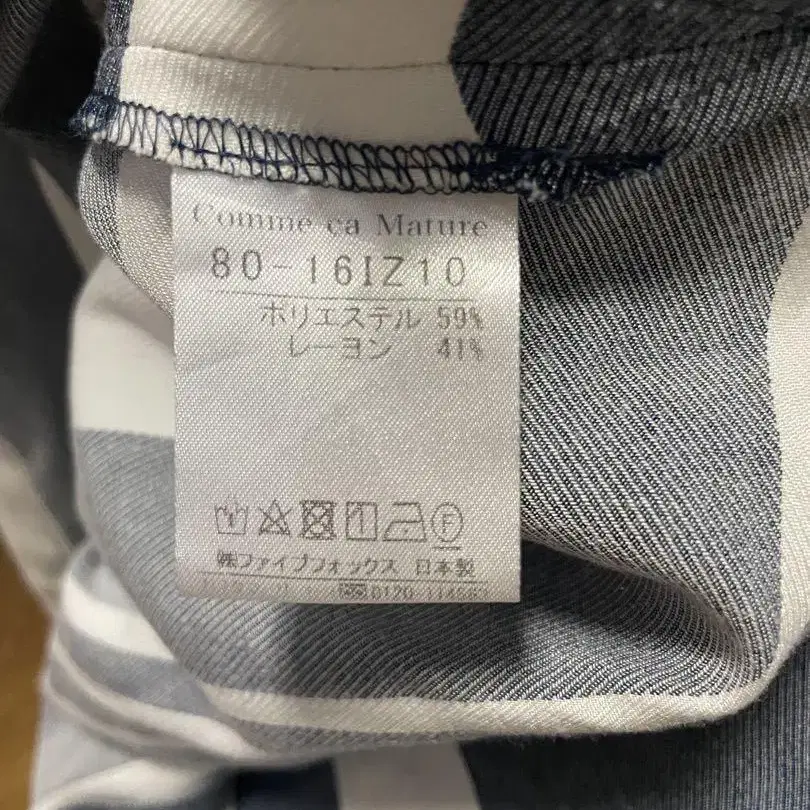 Comme ca Mature
80-16IZ10
ポリエステル 59%
レーヨン 41%
F
㈱ファイブフォックス 日本製
0120